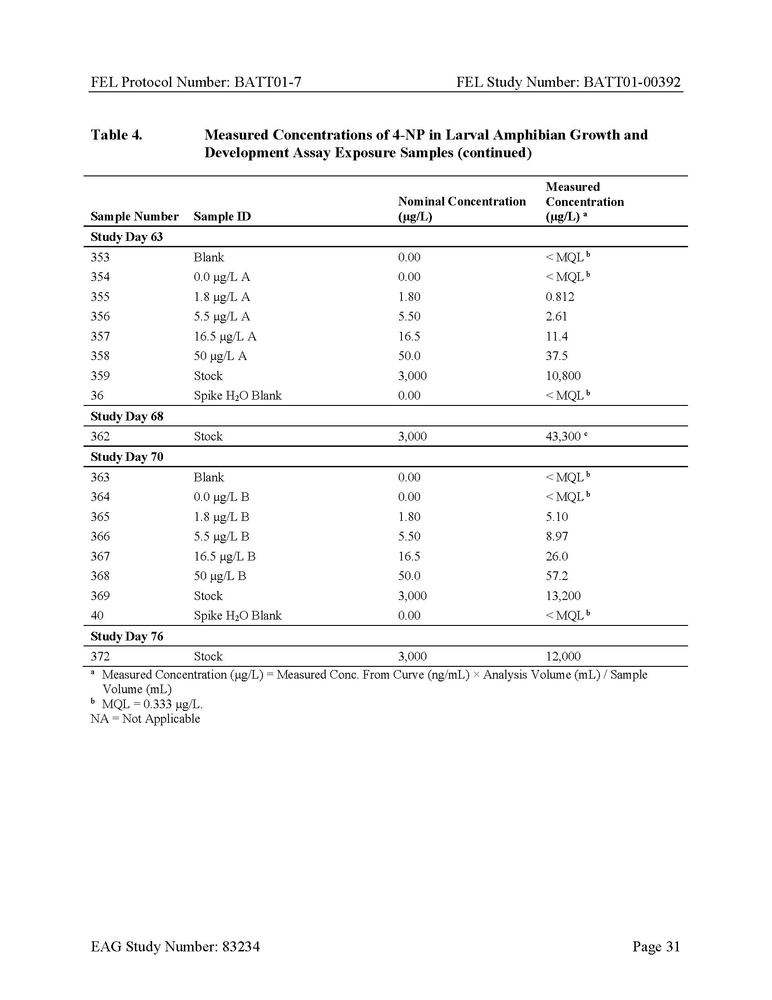 FEL Protocol Number: BATT01-7 FEL Study Number: BATT01-00392
Table 4. Measured Concentrations of 4-NP in Larval Amphibian Growth and
Development Assay Exposure Samples (continued)
Measured
Nominal Concentration Concentration
Sample Number Sample ID (µg/L) (µg/L) ᵃ
Study Day 63
353 Blank 0.00 < MQL ᵇ
354 0.0 µg/L A 0.00 < MQL ᵇ
355 1.8 µg/L A 1.80 0.812
356 5.5 µg/L A 5.50 2.61
357 16.5 µg/L A 16.5 11.4
358 50 µg/L A 50.0 37.5
359 Stock 3,000 10,800
36 Spike H₂O Blank 0.00 < MQL ᵇ
Study Day 68
362 Stock 3,000 43,300 ᶜ
Study Day 70
363 Blank 0.00 < MQL ᵇ
364 0.0 µg/L B 0.00 < MQL ᵇ
365 1.8 µg/L B 1.80 5.10
366 5.5 µg/L B 5.50 8.97
367 16.5 µg/L B 16.5 26.0
368 50 µg/L B 50.0 57.2
369 Stock 3,000 13,200
40 Spike H₂O Blank 0.00 < MQL ᵇ
Study Day 76
372 Stock 3,000 12,000
ᵃ Measured Concentration (µg/L) = Measured Conc. From Curve (ng/mL) × Analysis Volume (mL) / Sample
Volume (mL)
ᵇ MQL = 0.333 µg/L.
NA = Not Applicable
EAG Study Number: 83234 Page 31